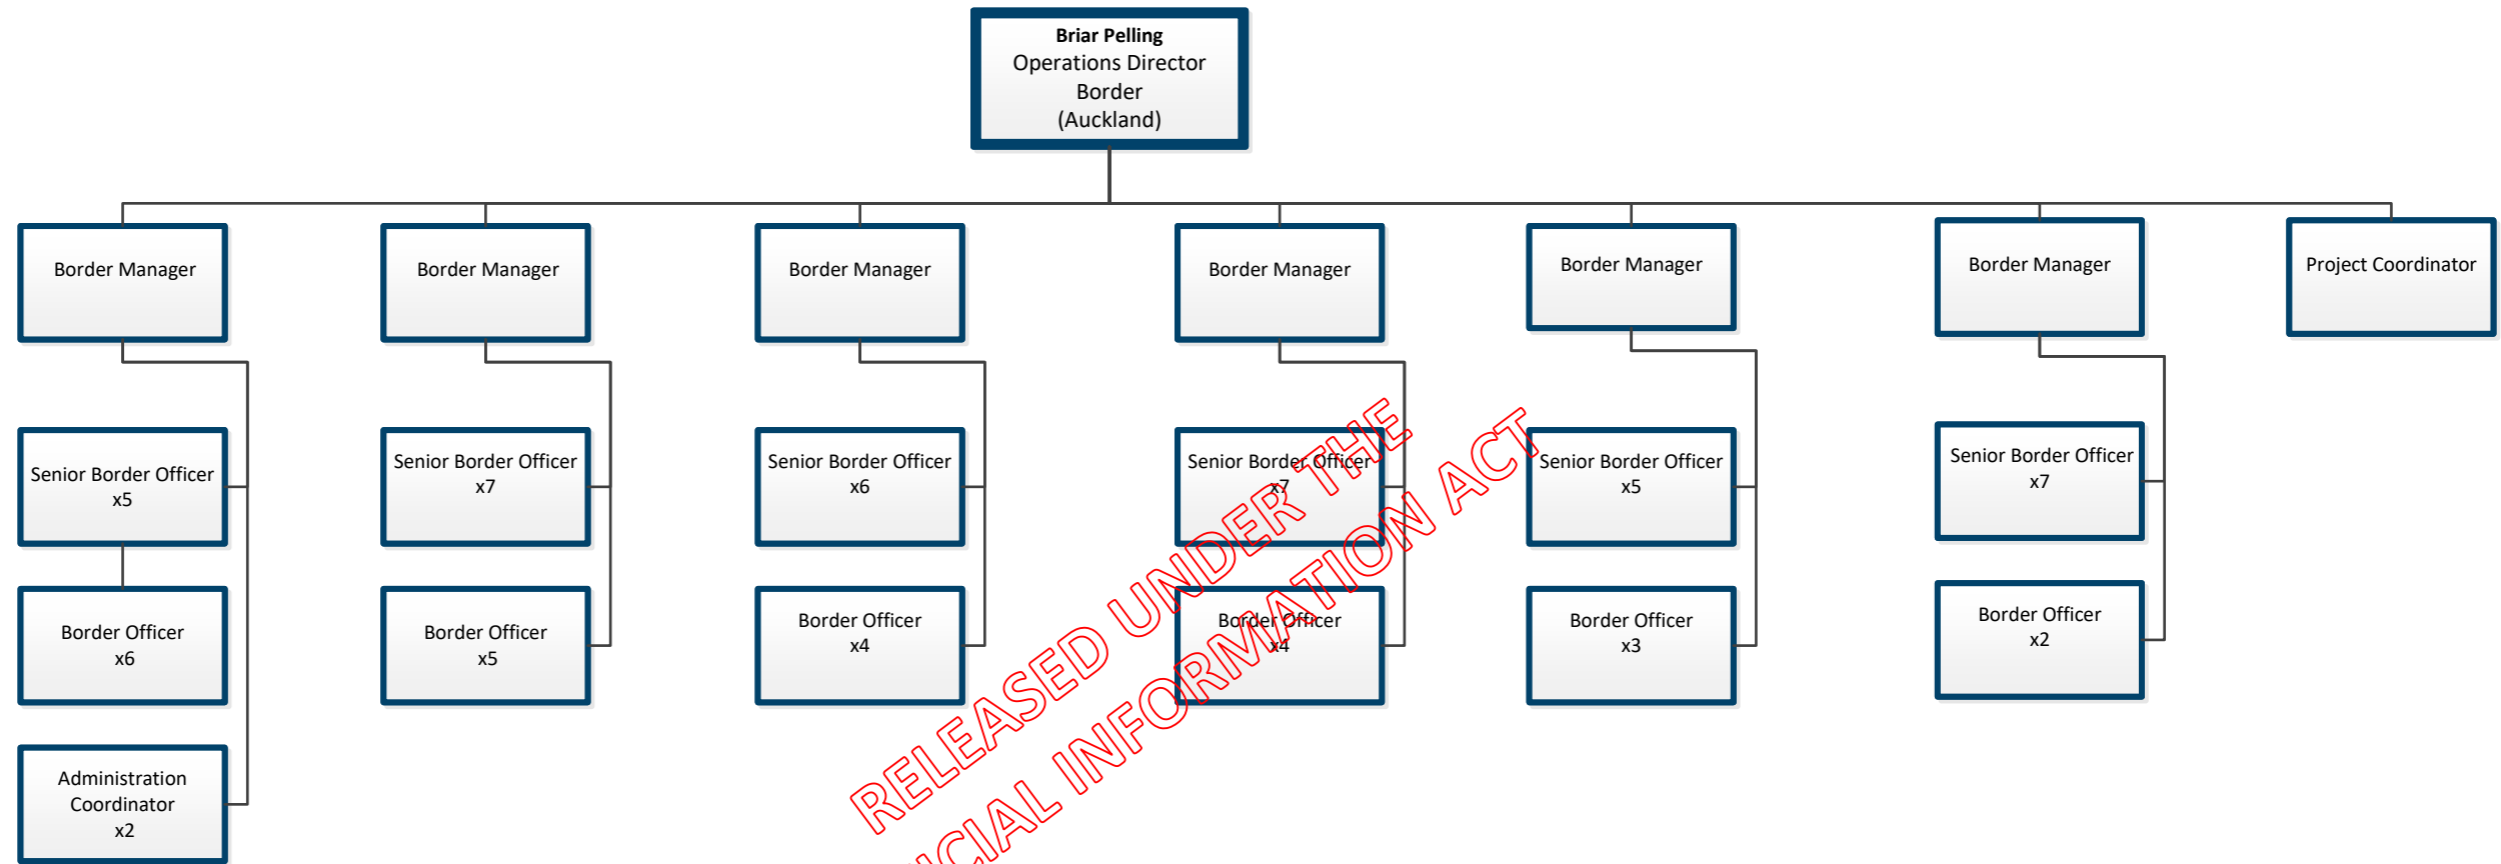 Briar Pelling
Operations Director
Border
(Auckland)
Border Manager
Border Manager
Border Manager
Border Manager
Border Manager
Border Manager
Project Coordinator
Senior Border Officer
x5
Senior Border Officer
x7
Senior Border Officer
x6
Senior Border Officer
x7
Senior Border Officer
x5
Senior Border Officer
x7
Border Officer
x6
Border Officer
x5
Border Officer
x4
Border Officer
x4
Border Officer
x3
Border Officer
x2
Administration
Coordinator
x2
RELEASED UNDER THE
INFORMATION ACT